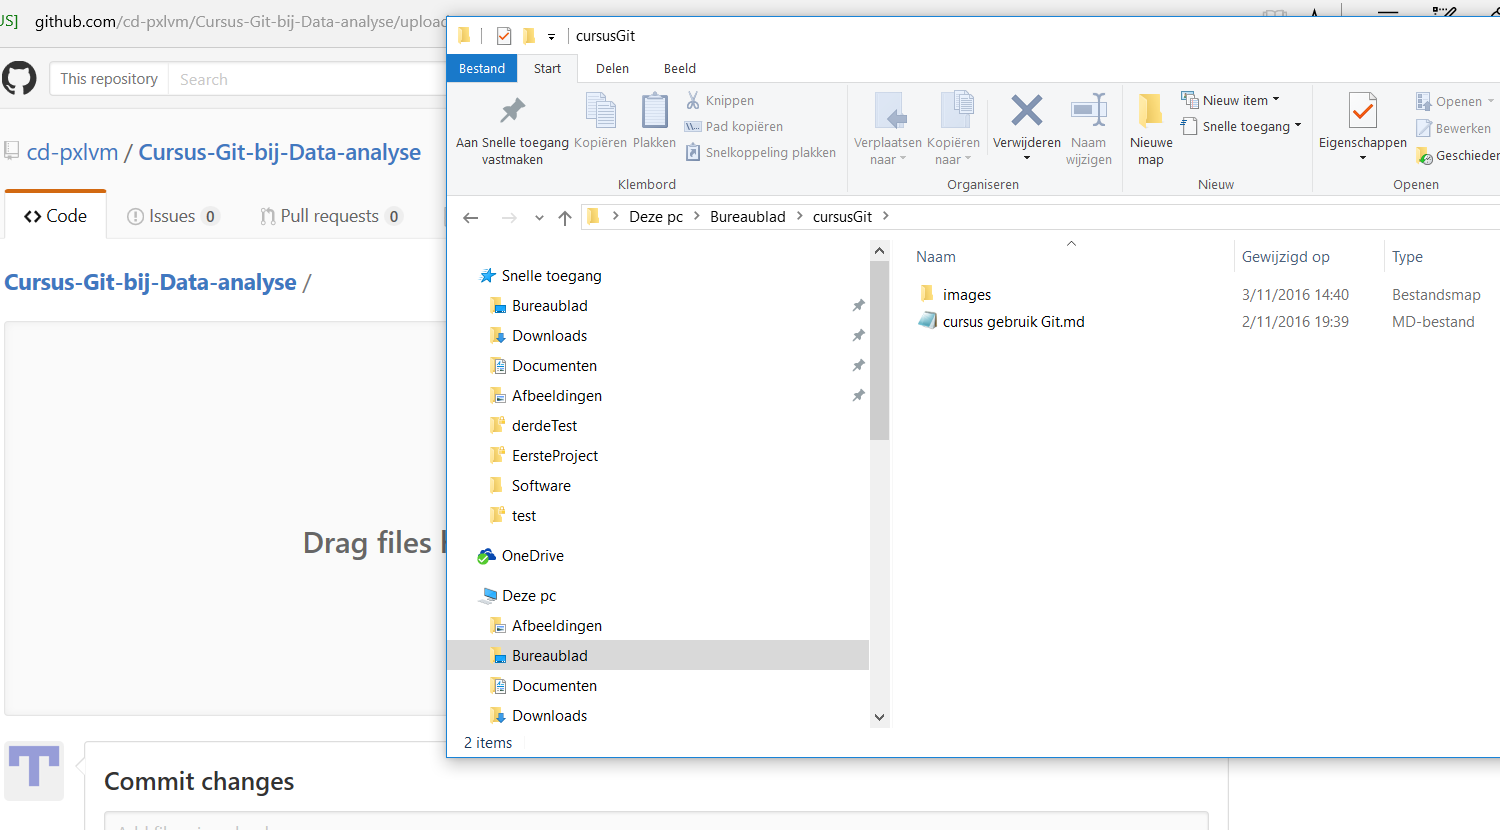 US] github.com/cd-pxlvm/Cursus-Git-bij-Data-analyse/upload
This repository Search
cd-pxlvm / Cursus-Git-bij-Data-analyse
Code Issues 0 Pull requests 0
Cursus-Git-bij-Data-analyse /
Drag files
Commit changes
cursusGit
Bestand Start Delen Beeld
Aan Snelle toegang vastmaken
Kopiëren
Plakken
Knippen
Pad kopiëren
Snelkoppeling plakken
Klembord
Verplaatsen naar
Kopiëren naar
Verwijderen
Naam wijzigen
Organiseren
Nieuwe map
Nieuw item
Snelle toegang
Nieuw
Eigenschappen
Openen
Bewerken
Geschieden
Openen
Deze pc Bureaublad cursusGit
Snelle toegang
Bureaublad
Downloads
Documenten
Afbeeldingen
derdeTest
EersteProject
Software
test
OneDrive
Deze pc
Afbeeldingen
Bureaublad
Documenten
Downloads
Naam Gewijzigd op Type
images 3/11/2016 14:40 Bestandsmap
cursus gebruik Git.md 2/11/2016 19:39 MD-bestand
2 items